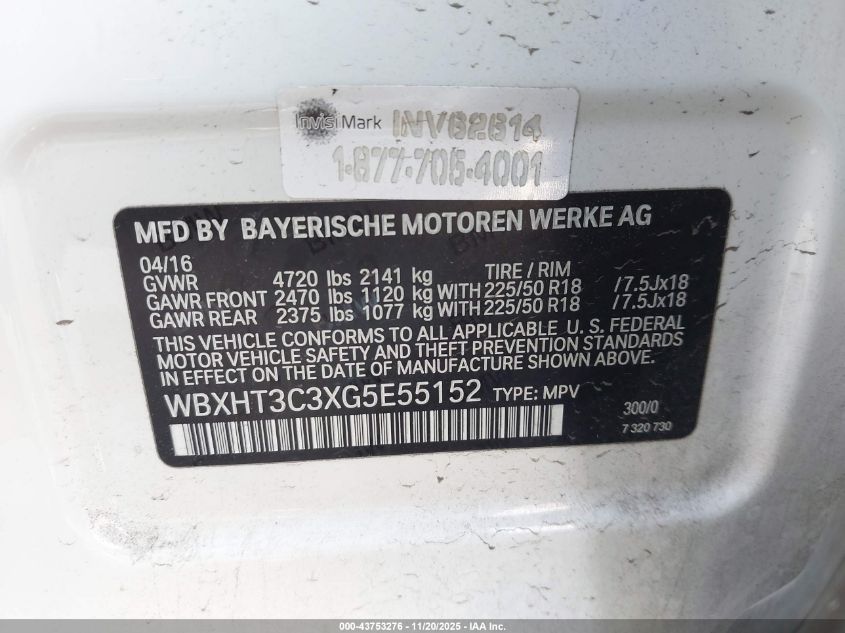 InvisiMark INV62614
1-877-705-4001
MFD BY BAYERISCHE MOTOREN WERKE AG
04/16
GVWR 4720 lbs 2141 kg TIRE / RIM
GAWR FRONT 2470 lbs 1120 kg WITH 225/50 R18 /7.5Jx18
GAWR REAR 2375 lbs 1077 kg WITH 225/50 R18 /7.5Jx18
THIS VEHICLE CONFORMS TO ALL APPLICABLE U. S. FEDERAL
MOTOR VEHICLE SAFETY AND THEFT PREVENTION STANDARDS
IN EFFECT ON THE DATE OF MANUFACTURE SHOWN ABOVE.
WBXHT3C3XG5E55152 TYPE: MPV
300/0
7 320 730
000-43753276 - 11/20/2025 - IAA Inc.